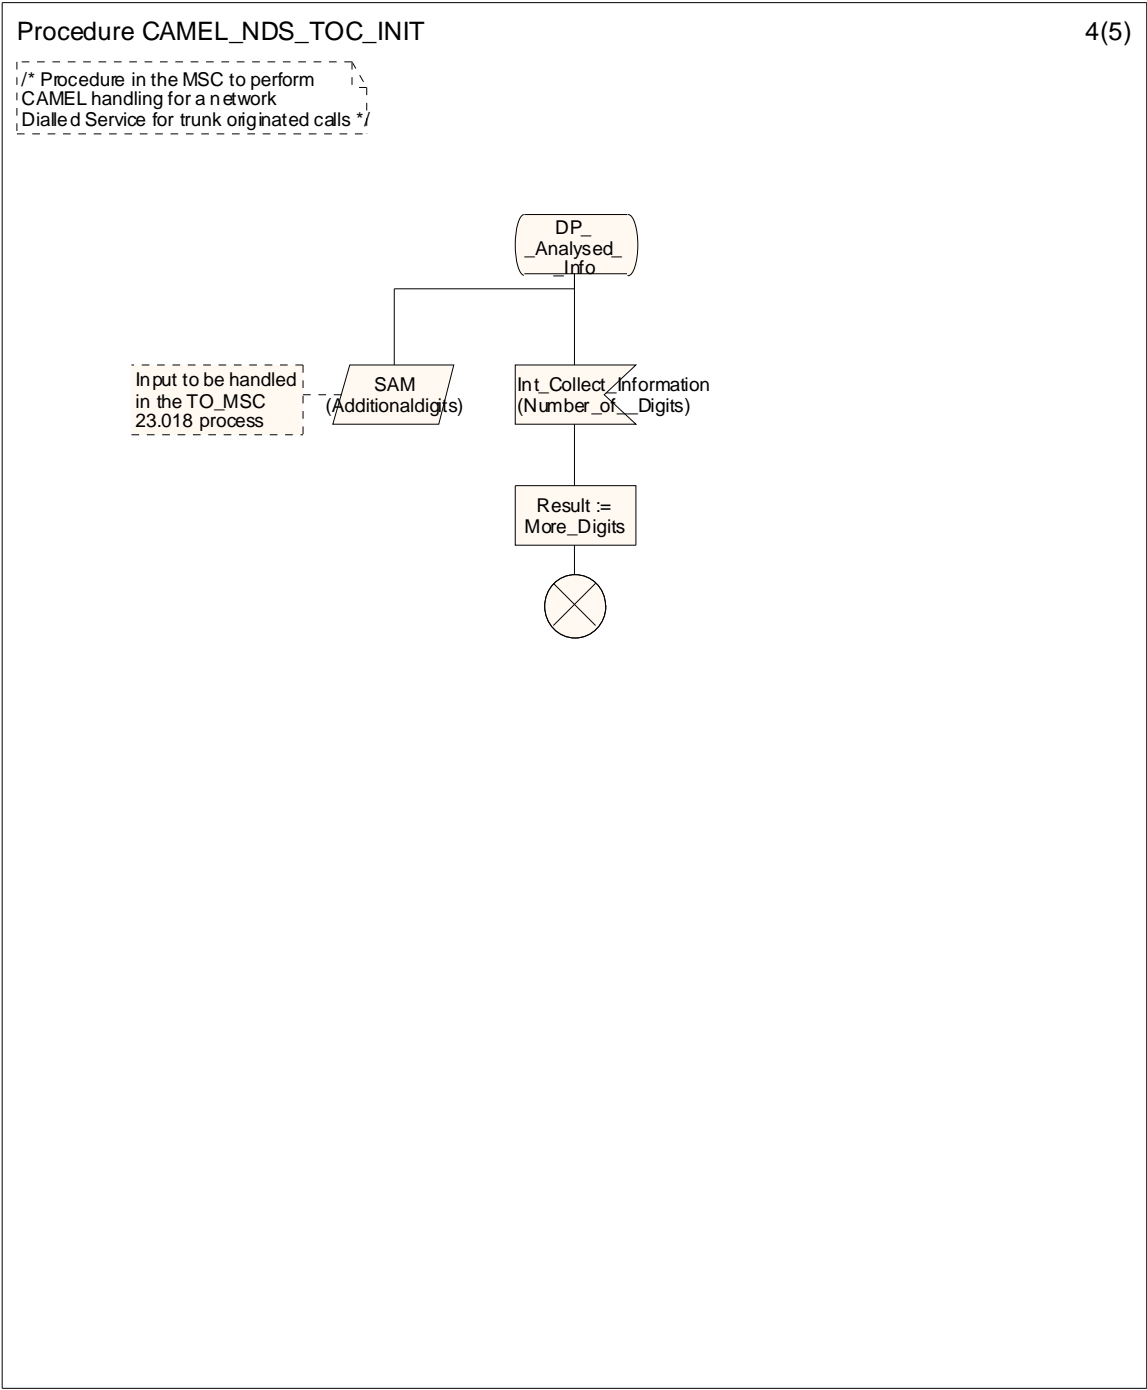 Procedure CAMEL_NDS_TOC_INIT
4(5)
/* Procedure in the MSC to perform
CAMEL handling for a network
Dialled Service for trunk originated calls */
DP_
_Analysed_
_Info
Input to be handled
in the TO_MSC
23.018 process
SAM
(Additionaldigits)
Int_Collect_Information
(Number_of__Digits)
Result :=
More_Digits